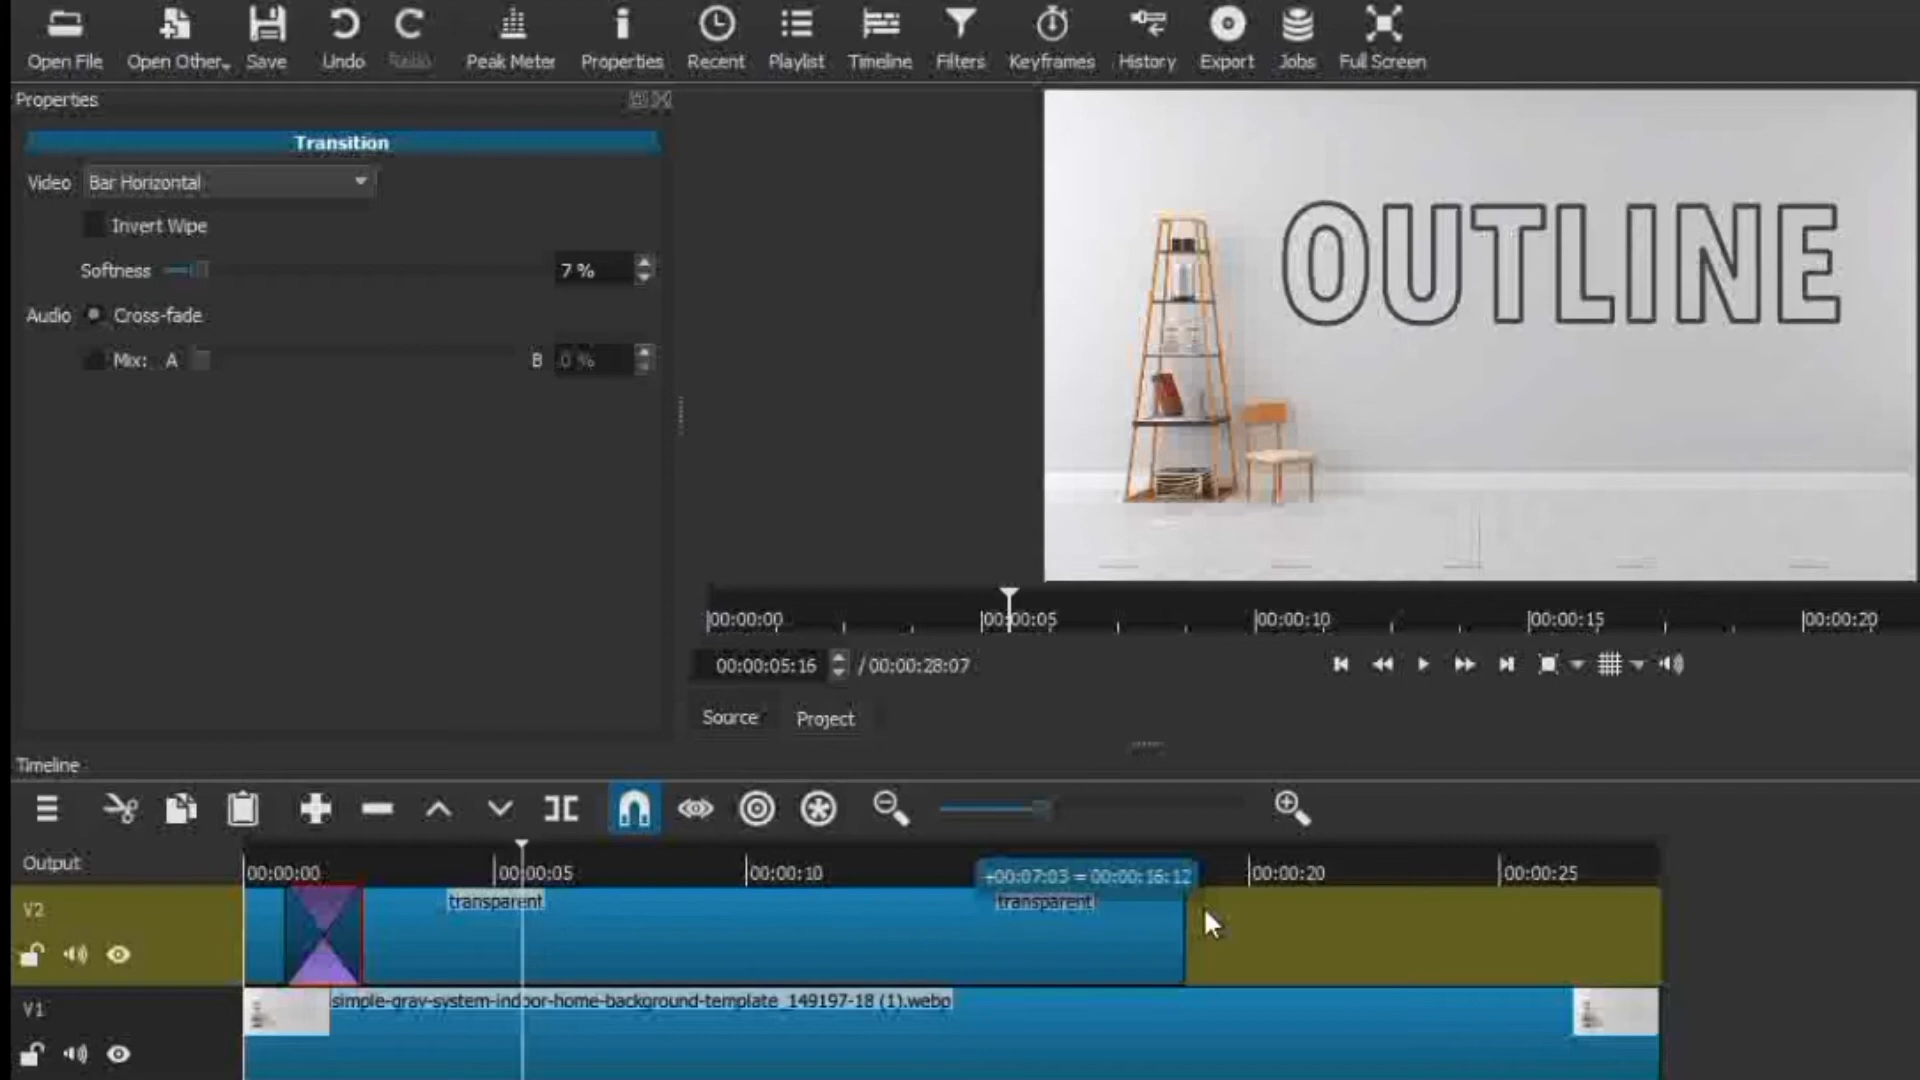 Open File Open Other Save Undo Redo Peak Meter Properties Recent Playlist Timeline Filters Keyframes History Export Jobs Full Screen
Properties
Transition
Video Bar Horizontal
Invert Wipe
Softness 7 %
Audio Cross-fade
Mix: A B 0 %
OUTLINE
00:00:00 00:00:05 00:00:10 00:00:15 00:00:20
00:00:05:16 / 00:00:28:07
Source Project
Timeline
Output 00:00:00 00:00:05 00:00:10 00:00:20 00:00:25
+00:07:03 = 00:00:16:12
V2 transparent transparent
V1 simple-gray-system-indoor-home-background-template_149197-18 (1).webp